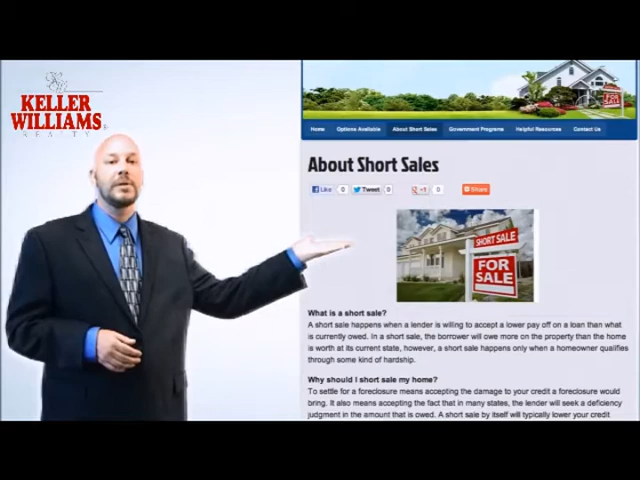 KELLER
WILLIAMS
REALTY
FOR
SALE
Home Options Available About Short Sales Government Programs Helpful Resources Contact Us
About Short Sales
Like 0 Tweet 0 +1 0 Share
SHORT SALE
FOR
SALE
What is a short sale?
A short sale happens when a lender is willing to accept a lower pay off on a loan than what
is currently owed. In a short sale, the borrower will owe more on the property than the home
is worth at its current state, however, a short sale happens only when a homeowner qualifies
through some kind of hardship.
Why should I short sale my home?
To settle for a foreclosure means accepting the damage to your credit a foreclosure would
bring. It also means accepting the fact that in many states, the lender will seek a deficiency
judgment in the amount that is owed. A short sale by itself will typically lower your credit